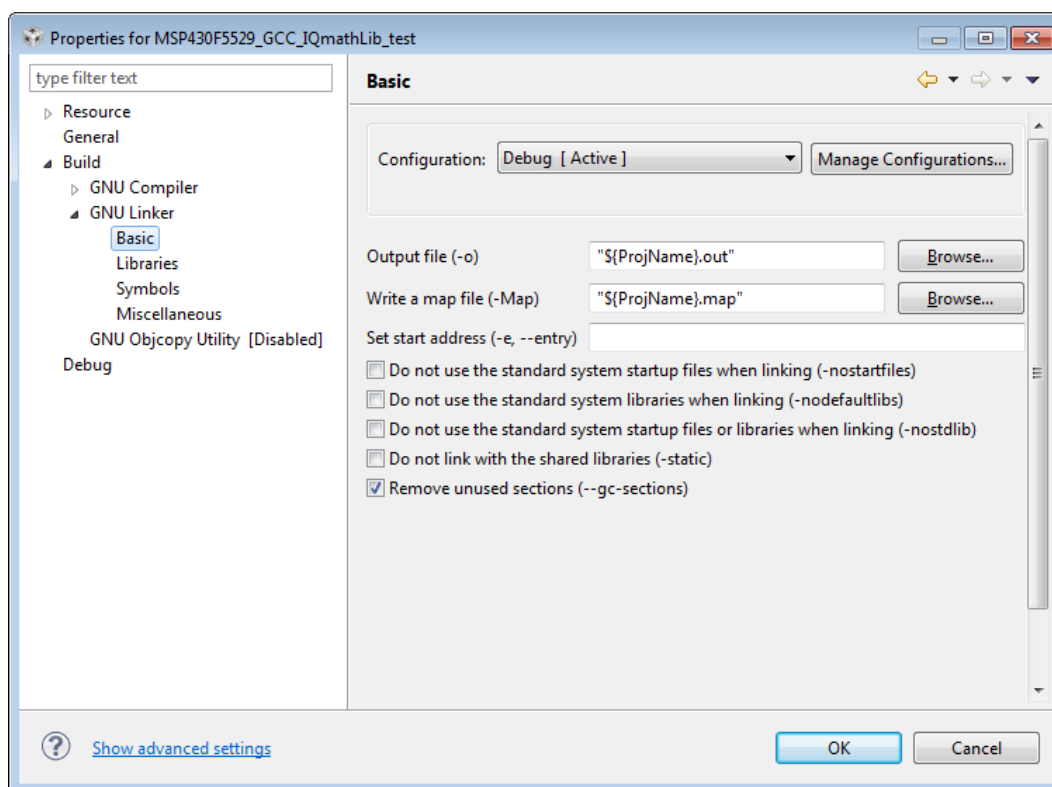 Properties for MSP430F5529_GCC_IQmathLib_test
type filter text
Resource
General
Build
GNU Compiler
GNU Linker
Basic
Libraries
Symbols
Miscellaneous
GNU Objcopy Utility [Disabled]
Debug
Basic
Configuration: Debug [ Active ] Manage Configurations...
Output file (-o) "${ProjName}.out" Browse...
Write a map file (-Map) "${ProjName}.map" Browse...
Set start address (-e, --entry)
Do not use the standard system startup files when linking (-nostartfiles)
Do not use the standard system libraries when linking (-nodefaultlibs)
Do not use the standard system startup files or libraries when linking (-nostdlib)
Do not link with the shared libraries (-static)
Remove unused sections (--gc-sections)
? Show advanced settings OK Cancel